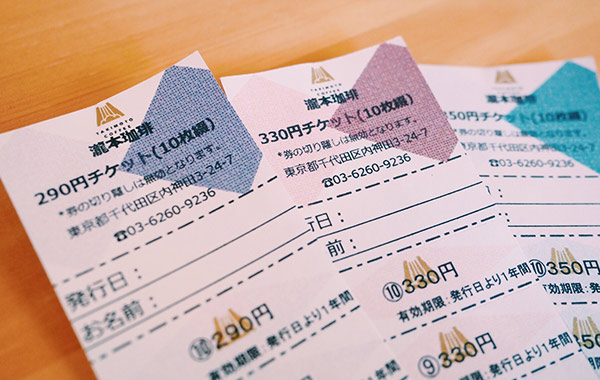 TAKIMOTO
COFFEE
瀧本珈琲
290円チケット(10枚綴)
*券の切り離しは無効となります。
東京都千代田区内神田3-24-7
☎03-6260-9236
発行日：
お名前：
⑩290円
有効期限：発行日より1年間
TAKIMOTO
COFFEE
瀧本珈琲
330円チケット(10枚綴)
*券の切り離しは無効となります。
東京都千代田区内神田3-24-7
☎03-6260-9236
行日：
前：
⑩330円
有効期限：発行日より1年間
⑨330円
瀧本珈琲
50円チケット(10枚綴)
の切り離しは無効となります。
都千代田区内神田3-24-7
☎03-6260-9236
⑩350円
有効期限：発行日より1年間
350円